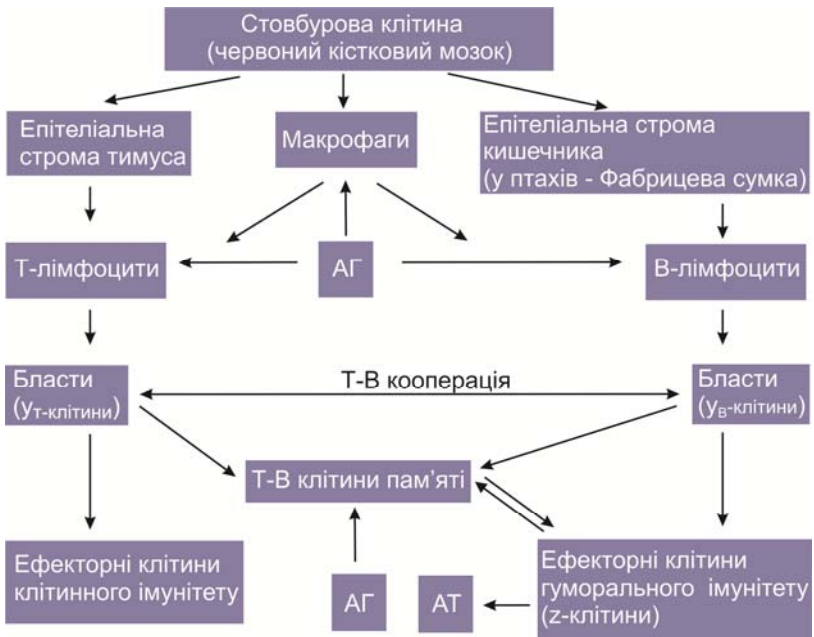 Стовбурова клітина
(червоний кістковий мозок)
Епітеліальна
строма тимуса
Макрофаги
Епітеліальна строма
кишечника
(у птахів - Фабрицева сумка)
Т-лімфоцити
АГ
В-лімфоцити
Бласти
(уТ-клітини)
Т-В кооперація
Бласти
(уВ-клітини)
Т-В клітини пам’яті
Ефекторні клітини
клітинного імунітету
АГ
АТ
Ефекторні клітини
гуморального імунітету
(z-клітини)